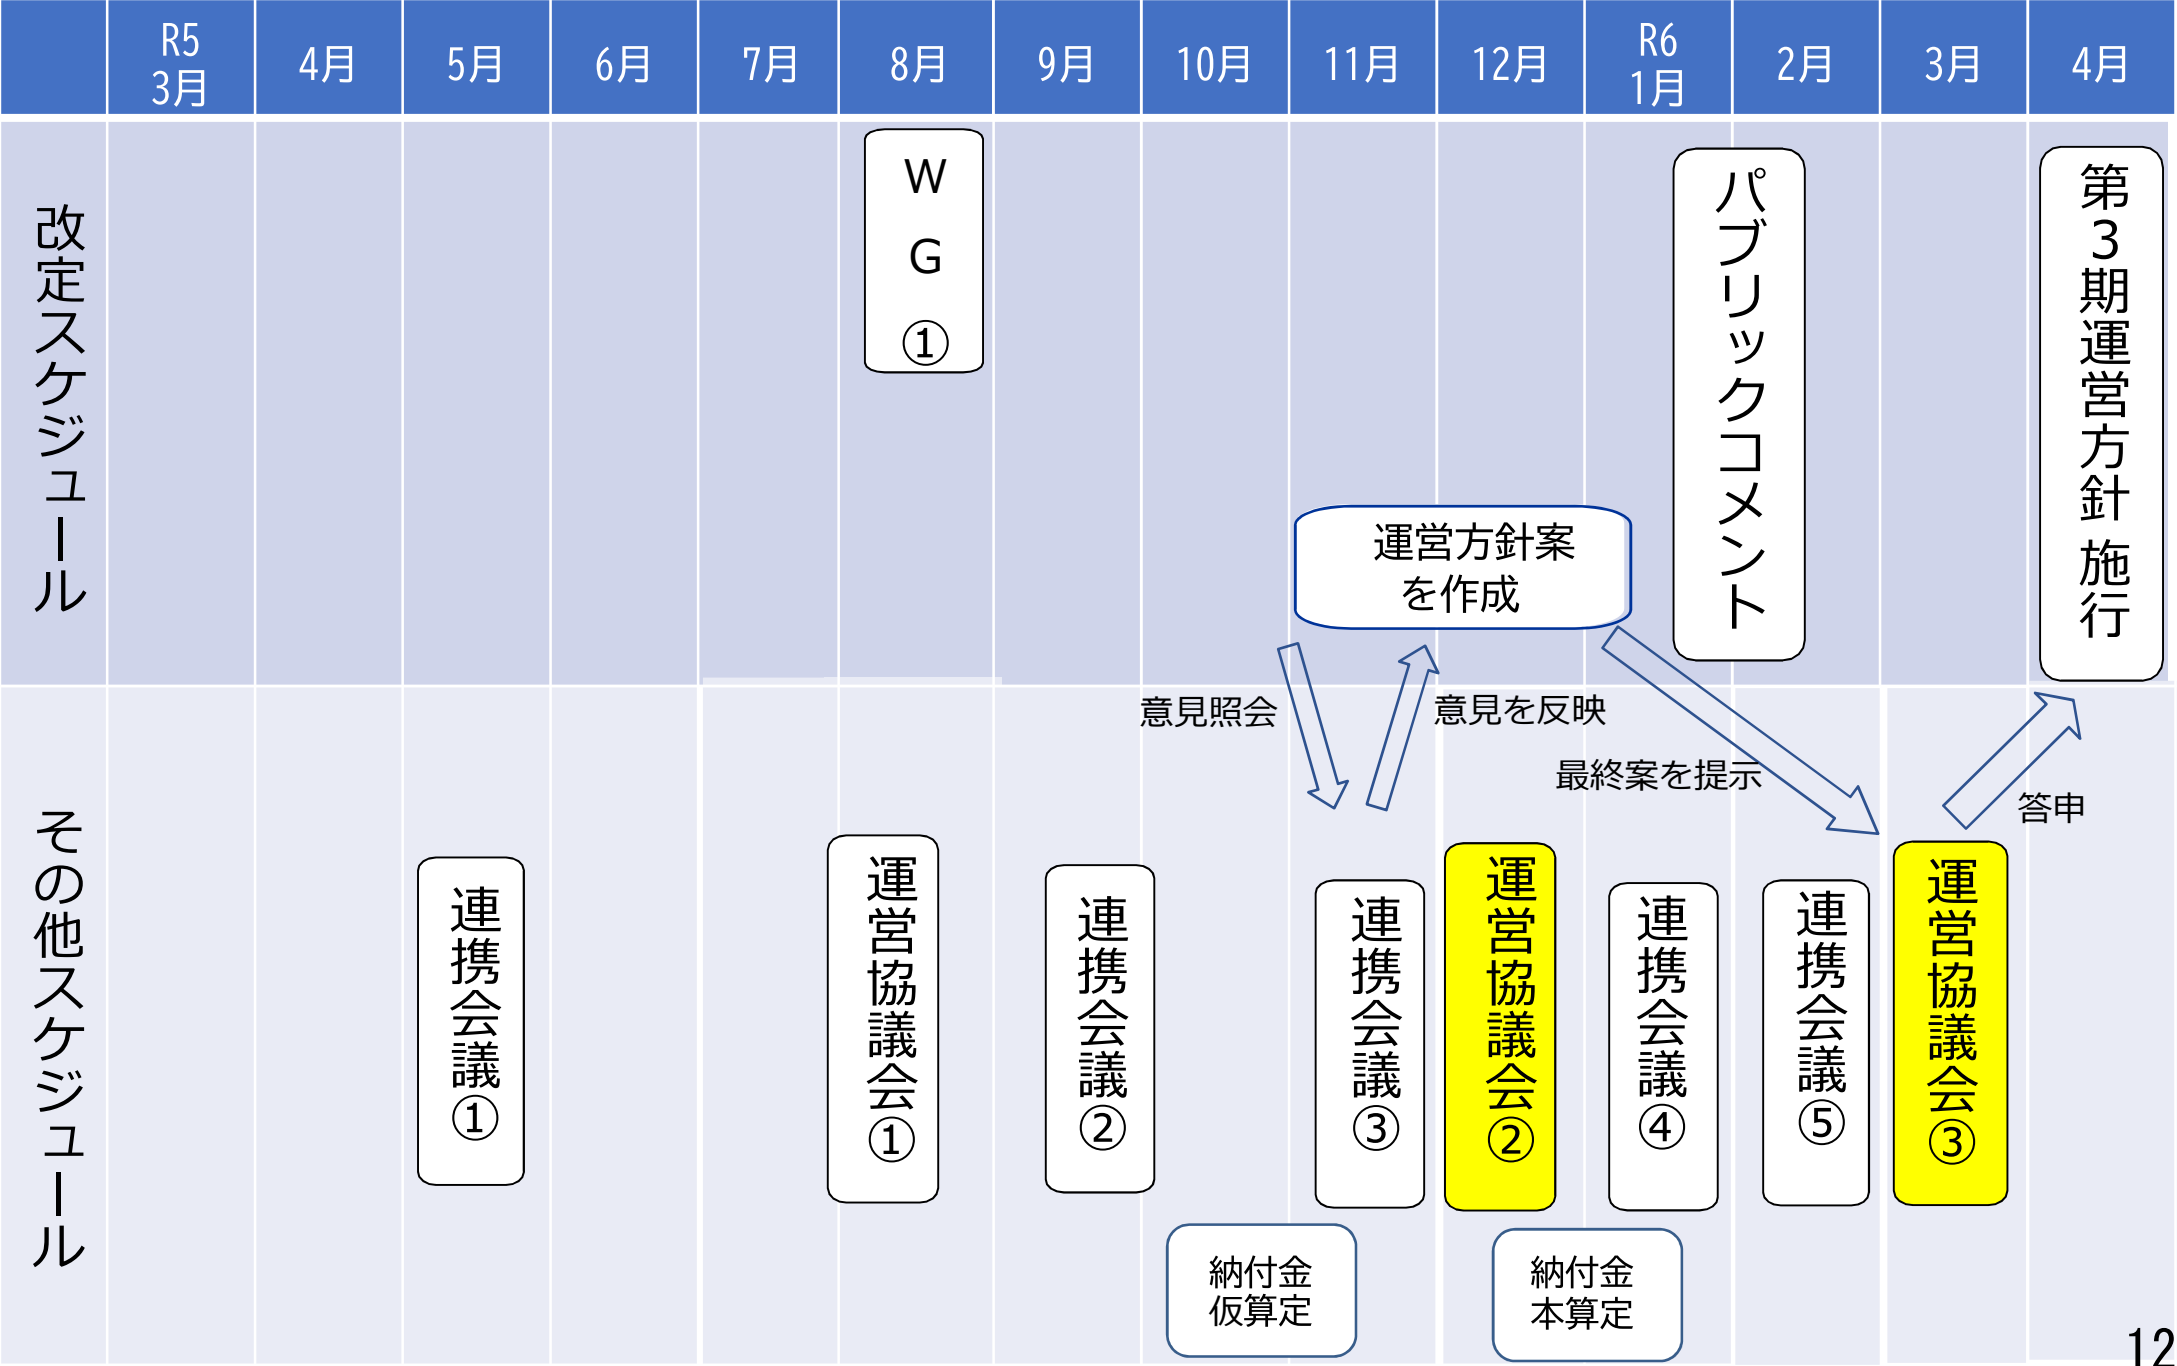 R5
3月
4月
5月
6月
7月
8月
9月
10月
11月
12月
R6
1月
2月
3月
4月
改定スケジュール
WG①
運営方針案
を作成
パブリックコメント
第3期運営方針 施行
意見照会
意見を反映
最終案を提示
答申
その他スケジュール
連携会議①
運営協議会①
連携会議②
連携会議③
運営協議会②
連携会議④
連携会議⑤
運営協議会③
納付金
仮算定
納付金
本算定
12